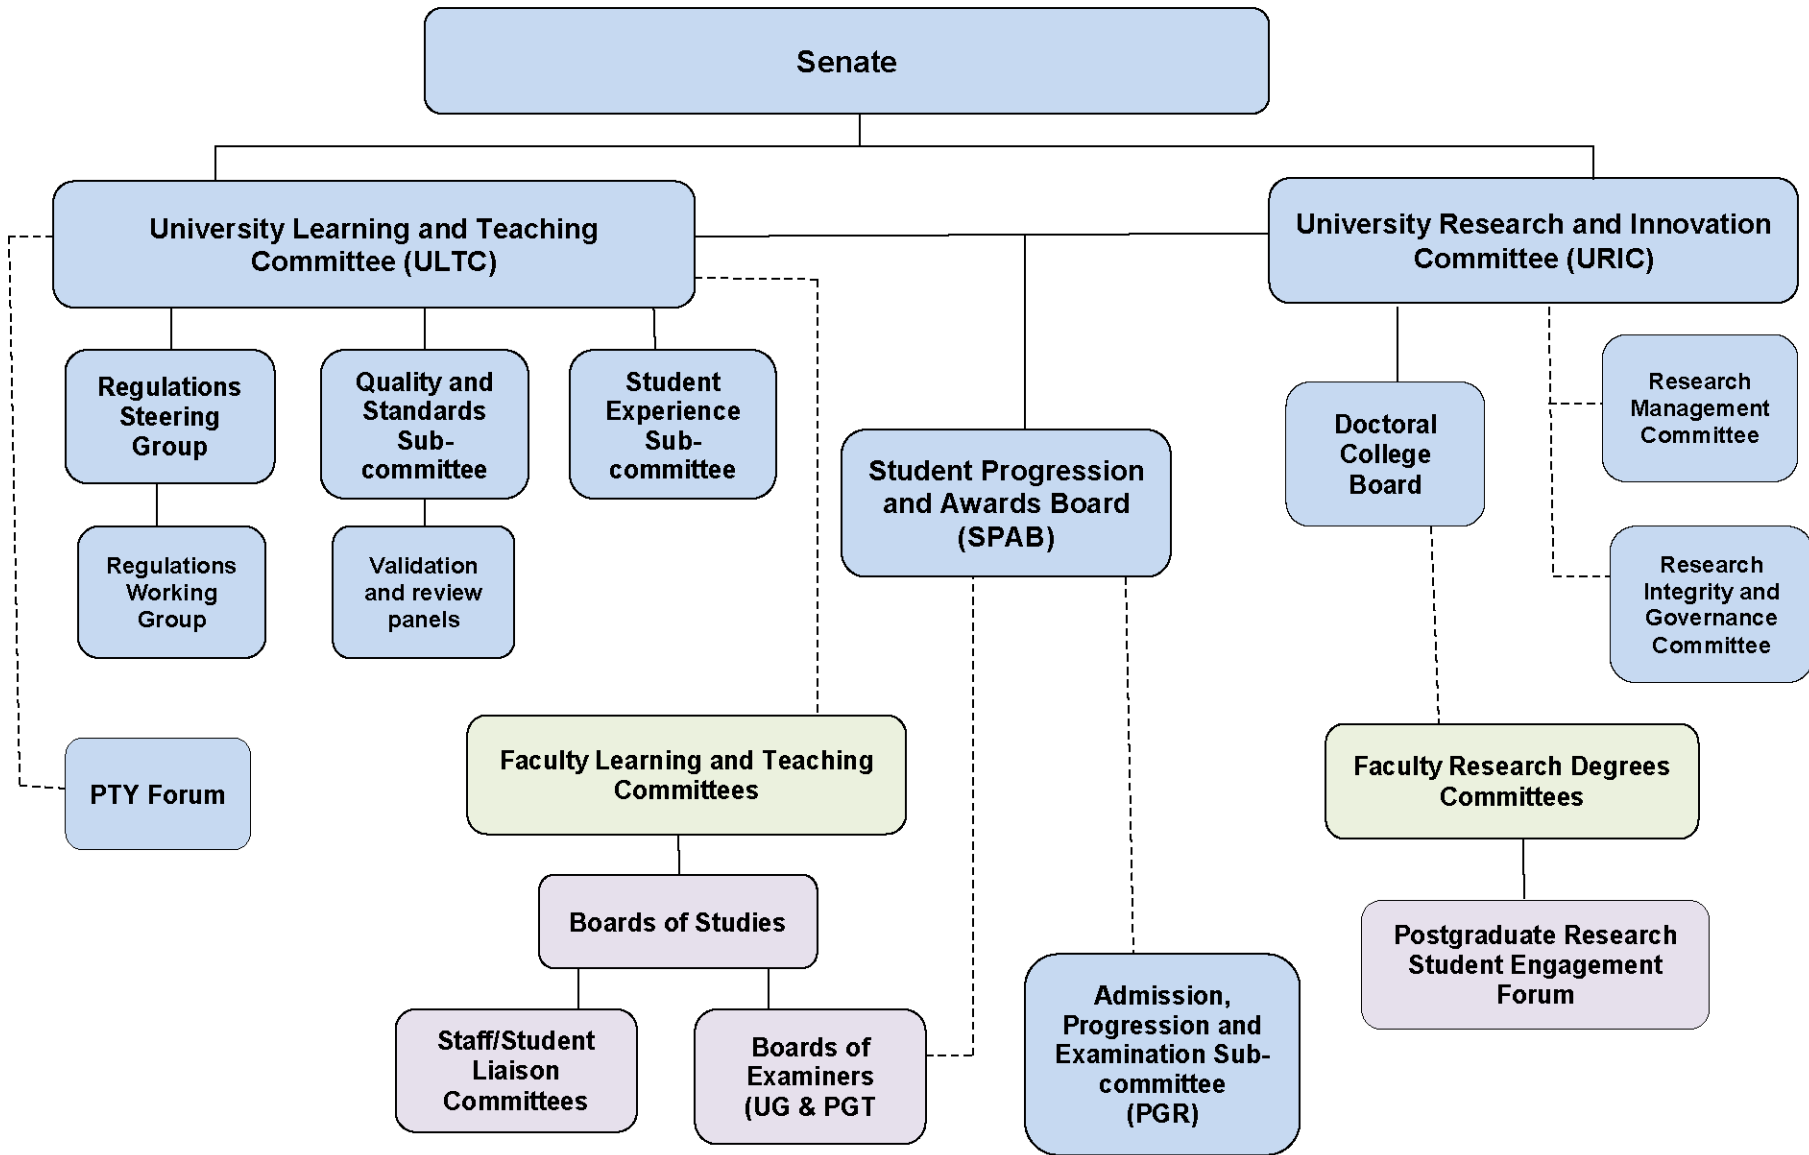 Senate
University Learning and Teaching
Committee (ULTC)
University Research and Innovation
Committee (URIC)
Regulations
Steering
Group
Quality and
Standards
Sub-
committee
Student
Experience
Sub-
committee
Student Progression
and Awards Board
(SPAB)
Doctoral
College
Board
Research
Management
Committee
Regulations
Working
Group
Validation
and review
panels
Research
Integrity and
Governance
Committee
PTY Forum
Faculty Learning and Teaching
Committees
Faculty Research Degrees
Committees
Boards of Studies
Postgraduate Research
Student Engagement
Forum
Staff/Student
Liaison
Committees
Boards of
Examiners
(UG & PGT
Admission,
Progression and
Examination Sub-
committee
(PGR)